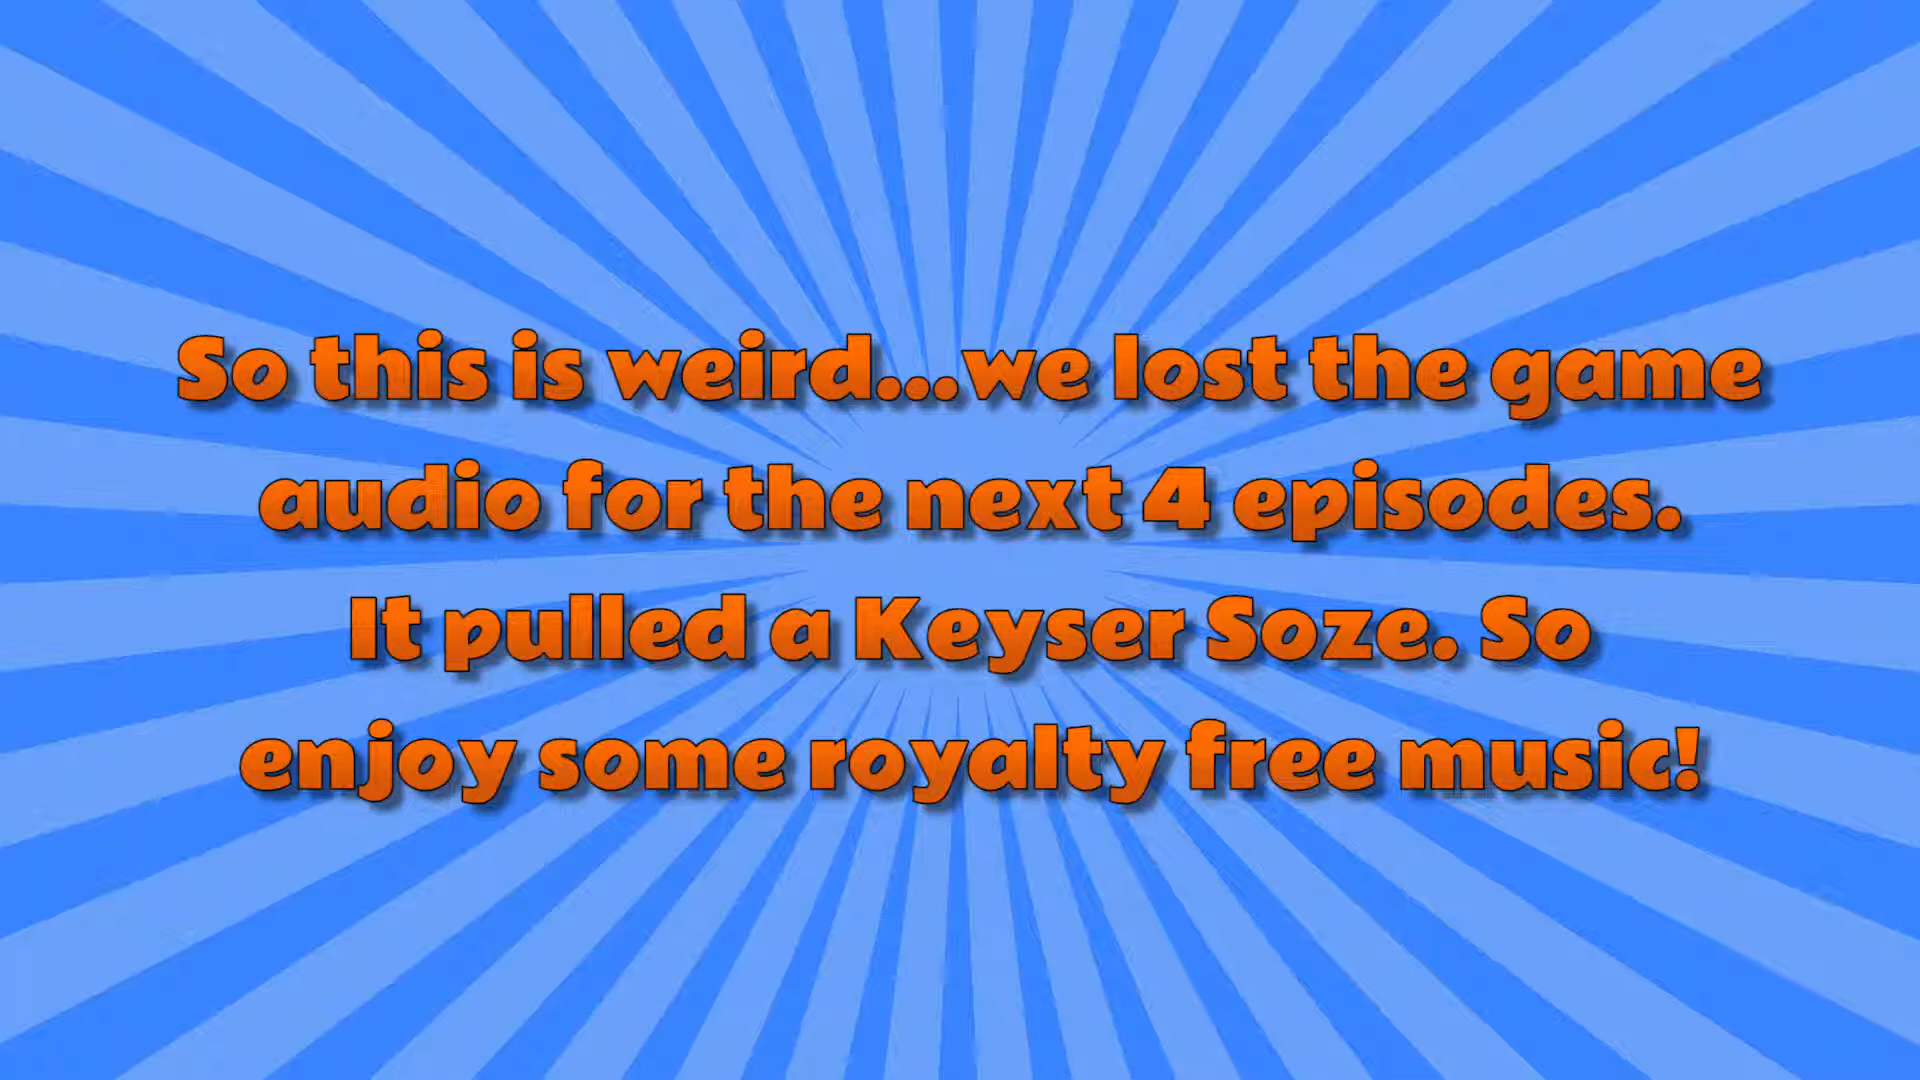 So this is weird...we lost the game
audio for the next 4 episodes.
It pulled a Keyser Soze. So
enjoy some royalty free music!